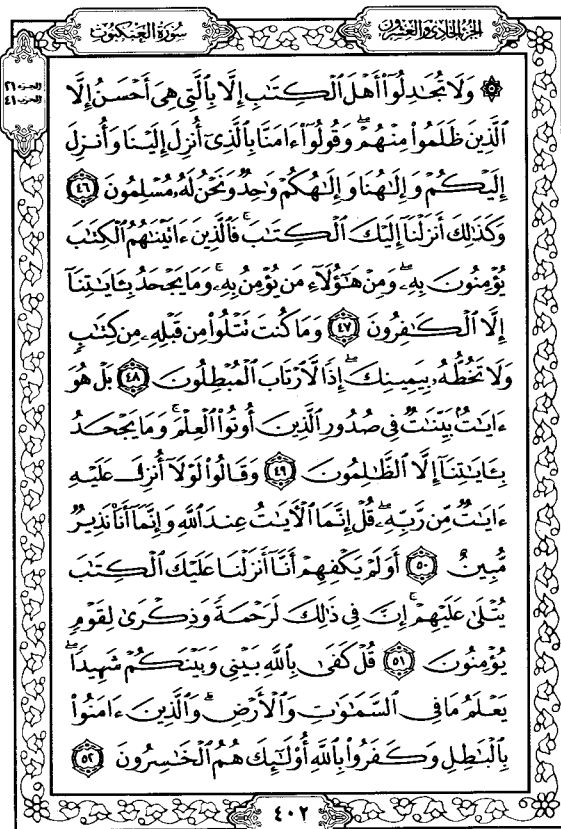 الجزء الحادي والعشرون
سورة العنكبوت
الجزء ٢١
الحزب ٤١
۞ وَلَا تُجَٰدِلُوٓا۟ أَهْلَ ٱلْكِتَٰبِ إِلَّا بِٱلَّتِى هِىَ أَحْسَنُ إِلَّا
ٱلَّذِينَ ظَلَمُوا۟ مِنْهُمْ ۖ وَقُولُوٓا۟ ءَامَنَّا بِٱلَّذِىٓ أُنزِلَ إِلَيْنَا وَأُنزِلَ
إِلَيْكُمْ وَإِلَٰهُنَا وَإِلَٰهُكُمْ وَٰحِدٌ وَنَحْنُ لَهُۥ مُسْلِمُونَ ٤٦
وَكَذَٰلِكَ أَنزَلْنَآ إِلَيْكَ ٱلْكِتَٰبَ ۚ فَٱلَّذِينَ ءَاتَيْنَٰهُمُ ٱلْكِتَٰبَ
يُؤْمِنُونَ بِهِۦ ۖ وَمِنْ هَٰٓؤُلَآءِ مَن يُؤْمِنُ بِهِۦ ۚ وَمَا يَجْحَدُ بِـَٔايَٰتِنَآ
إِلَّا ٱلْكَٰفِرُونَ ٤٧ وَمَا كُنتَ تَتْلُوا۟ مِن قَبْلِهِۦ مِن كِتَٰبٍ
وَلَا تَخُطُّهُۥ بِيَمِينِكَ ۖ إِذًا لَّٱرْتَابَ ٱلْمُبْطِلُونَ ٤٨ بَلْ هُوَ
ءَايَٰتٌۢ بَيِّنَٰتٌ فِى صُدُورِ ٱلَّذِينَ أُوتُوا۟ ٱلْعِلْمَ ۚ وَمَا يَجْحَدُ
بِـَٔايَٰتِنَآ إِلَّا ٱلظَّٰلِمُونَ ٤٩ وَقَالُوا۟ لَوْلَآ أُنزِلَ عَلَيْهِ
ءَايَٰتٌ مِّن رَّبِّهِۦ ۖ قُلْ إِنَّمَا ٱلْءَايَٰتُ عِندَ ٱللَّهِ وَإِنَّمَآ أَنَا۠ نَذِيرٌ
مُّبِينٌ ٥٠ أَوَلَمْ يَكْفِهِمْ أَنَّآ أَنزَلْنَا عَلَيْكَ ٱلْكِتَٰبَ
يُتْلَىٰ عَلَيْهِمْ ۚ إِنَّ فِى ذَٰلِكَ لَرَحْمَةً وَذِكْرَىٰ لِقَوْمٍ
يُؤْمِنُونَ ٥١ قُلْ كَفَىٰ بِٱللَّهِ بَيْنِى وَبَيْنَكُمْ شَهِيدًا ۖ
يَعْلَمُ مَا فِى ٱلسَّمَٰوَٰتِ وَٱلْأَرْضِ ۗ وَٱلَّذِينَ ءَامَنُوا۟
بِٱلْبَٰطِلِ وَكَفَرُوا۟ بِٱللَّهِ أُو۟لَٰٓئِكَ هُمُ ٱلْخَٰسِرُونَ ٥٢
٤٠٢